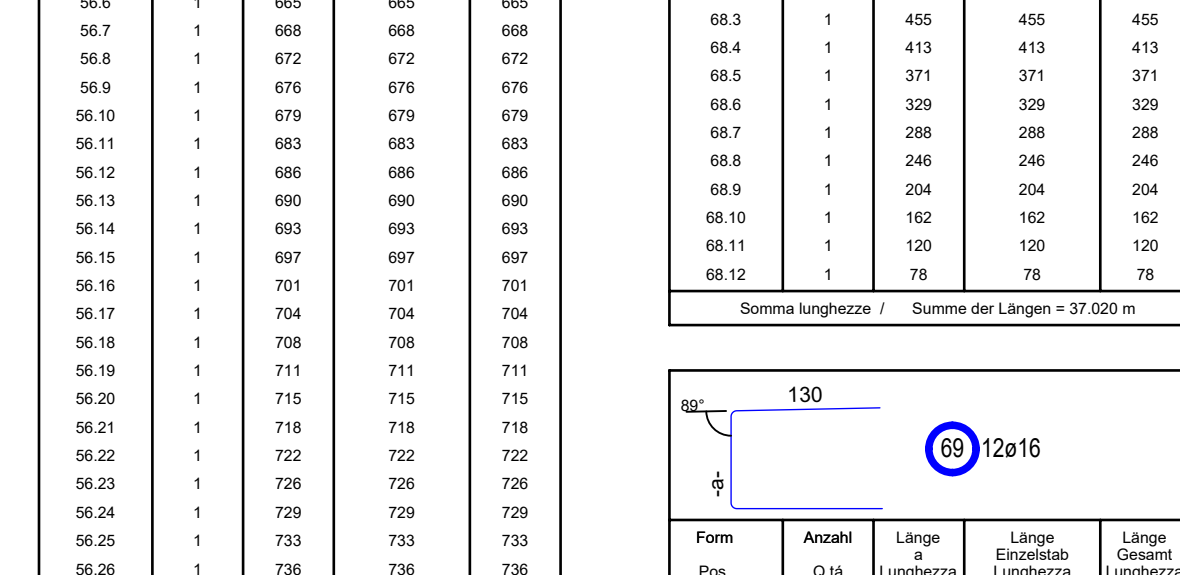 56.6 1 665 665 665
56.7 1 668 668 668
56.8 1 672 672 672
56.9 1 676 676 676
56.10 1 679 679 679
56.11 1 683 683 683
56.12 1 686 686 686
56.13 1 690 690 690
56.14 1 693 693 693
56.15 1 697 697 697
56.16 1 701 701 701
56.17 1 704 704 704
56.18 1 708 708 708
56.19 1 711 711 711
56.20 1 715 715 715
56.21 1 718 718 718
56.22 1 722 722 722
56.23 1 726 726 726
56.24 1 729 729 729
56.25 1 733 733 733
56.26 1 736 736 736
68.3 1 455 455 455
68.4 1 413 413 413
68.5 1 371 371 371
68.6 1 329 329 329
68.7 1 288 288 288
68.8 1 246 246 246
68.9 1 204 204 204
68.10 1 162 162 162
68.11 1 120 120 120
68.12 1 78 78 78
Somma lunghezze / Summe der Längen = 37.020 m
130
89°
69 12ø16
-a-
Form Anzahl Länge Länge Länge
a Einzelstab Gesamt
Pos. Q.tá Lunghezza Lunghezza Lunghezza